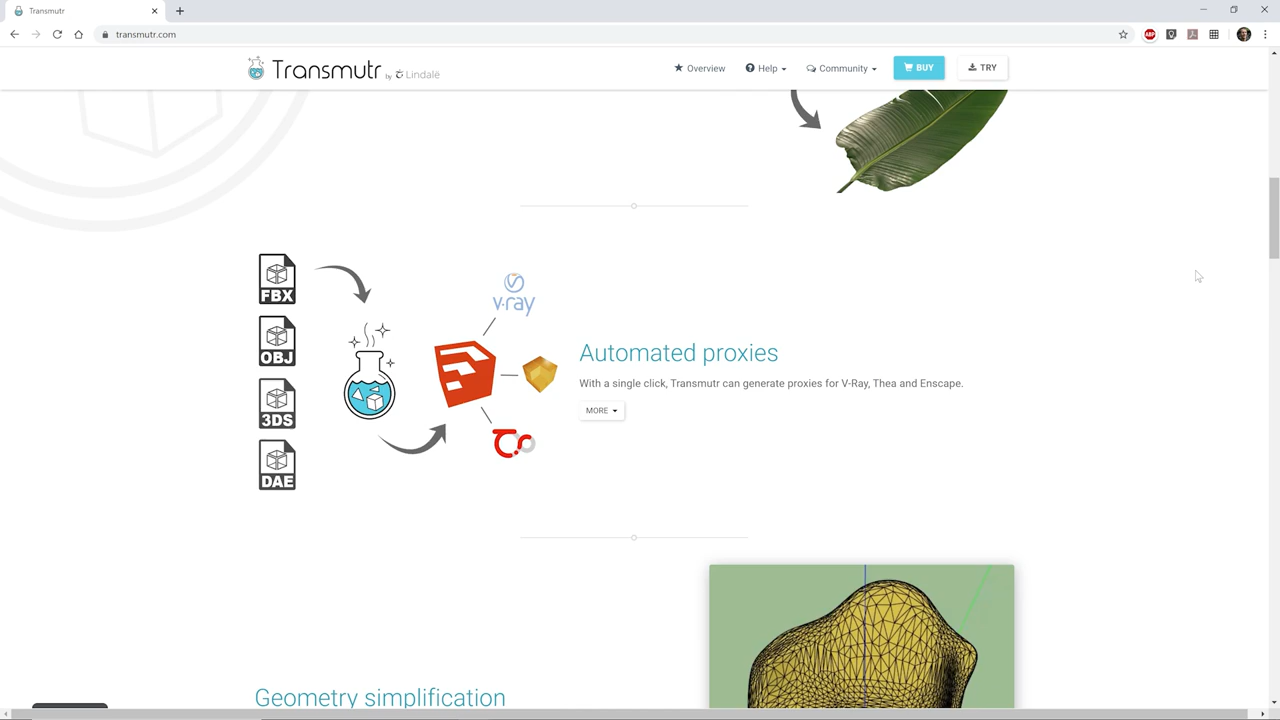 Transmutr
transmutr.com
ABP
Transmutr by Lindalë
Overview
Help
Community
BUY
TRY
FBX
OBJ
3DS
DAE
v-ray
Automated proxies
With a single click, Transmutr can generate proxies for V-Ray, Thea and Enscape.
MORE
Geometry simplification